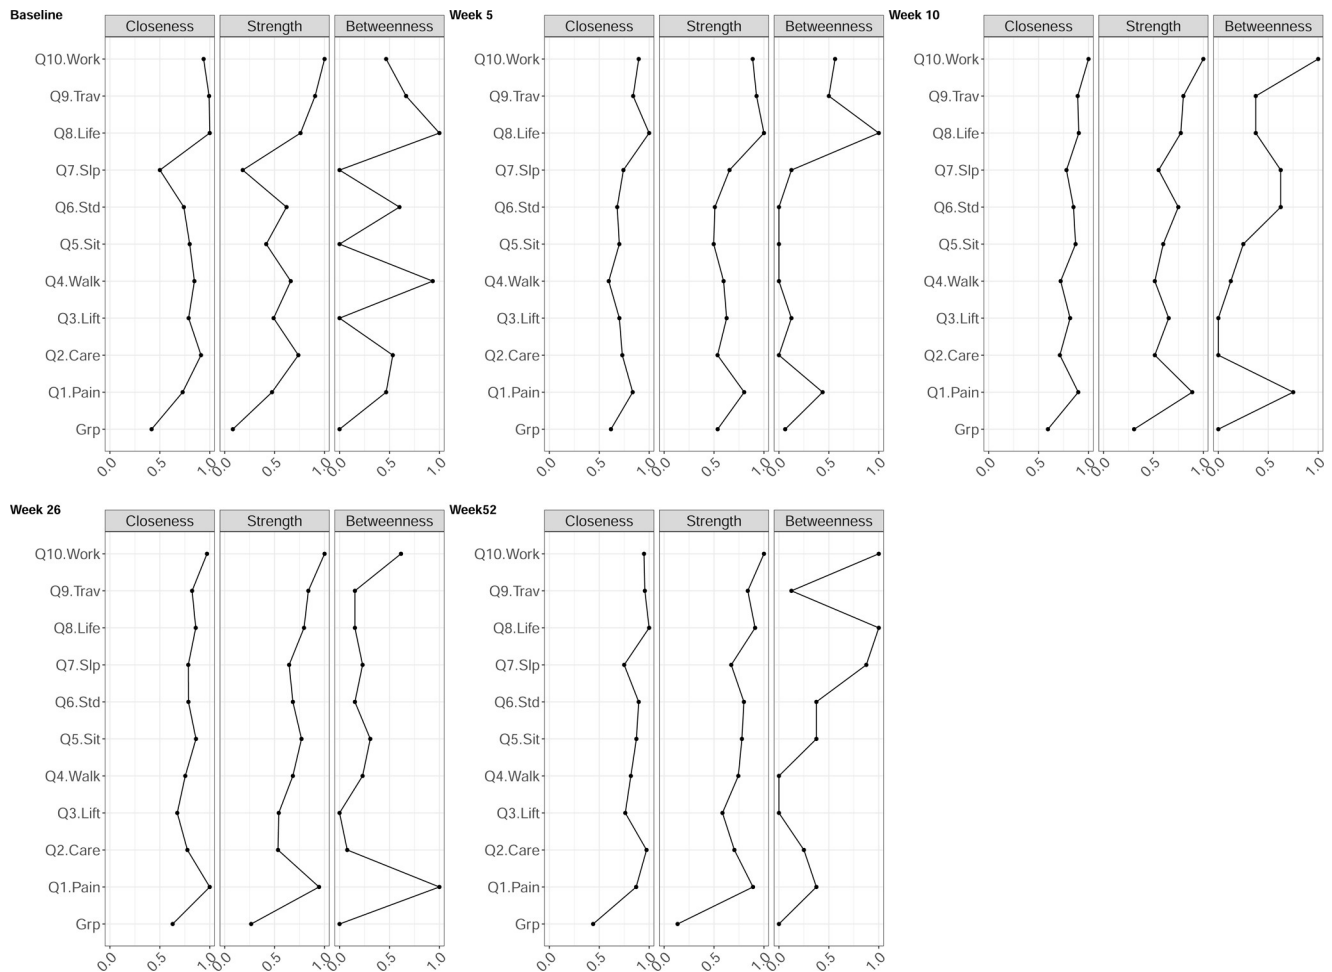 Baseline
Week 5
Week 10
Closeness Strength Betweenness
Closeness Strength Betweenness
Closeness Strength Betweenness
Q10.Work
Q9.Trav
Q8.Life
Q7.Slp
Q6.Std
Q5.Sit
Q4.Walk
Q3.Lift
Q2.Care
Q1.Pain
Grp
0.0 0.5 1.0 0.0 0.5 1.0 0.0 0.5 1.0
Q10.Work
Q9.Trav
Q8.Life
Q7.Slp
Q6.Std
Q5.Sit
Q4.Walk
Q3.Lift
Q2.Care
Q1.Pain
Grp
0.0 0.5 1.0 0.0 0.5 1.0 0.0 0.5 1.0
Q10.Work
Q9.Trav
Q8.Life
Q7.Slp
Q6.Std
Q5.Sit
Q4.Walk
Q3.Lift
Q2.Care
Q1.Pain
Grp
0.0 0.5 1.0 0.0 0.5 1.0 0.0 0.5 1.0
Week 26
Week52
Closeness Strength Betweenness
Closeness Strength Betweenness
Q10.Work
Q9.Trav
Q8.Life
Q7.Slp
Q6.Std
Q5.Sit
Q4.Walk
Q3.Lift
Q2.Care
Q1.Pain
Grp
0.0 0.5 1.0 0.0 0.5 1.0 0.0 0.5 1.0
Q10.Work
Q9.Trav
Q8.Life
Q7.Slp
Q6.Std
Q5.Sit
Q4.Walk
Q3.Lift
Q2.Care
Q1.Pain
Grp
0.0 0.5 1.0 0.0 0.5 1.0 0.0 0.5 1.0